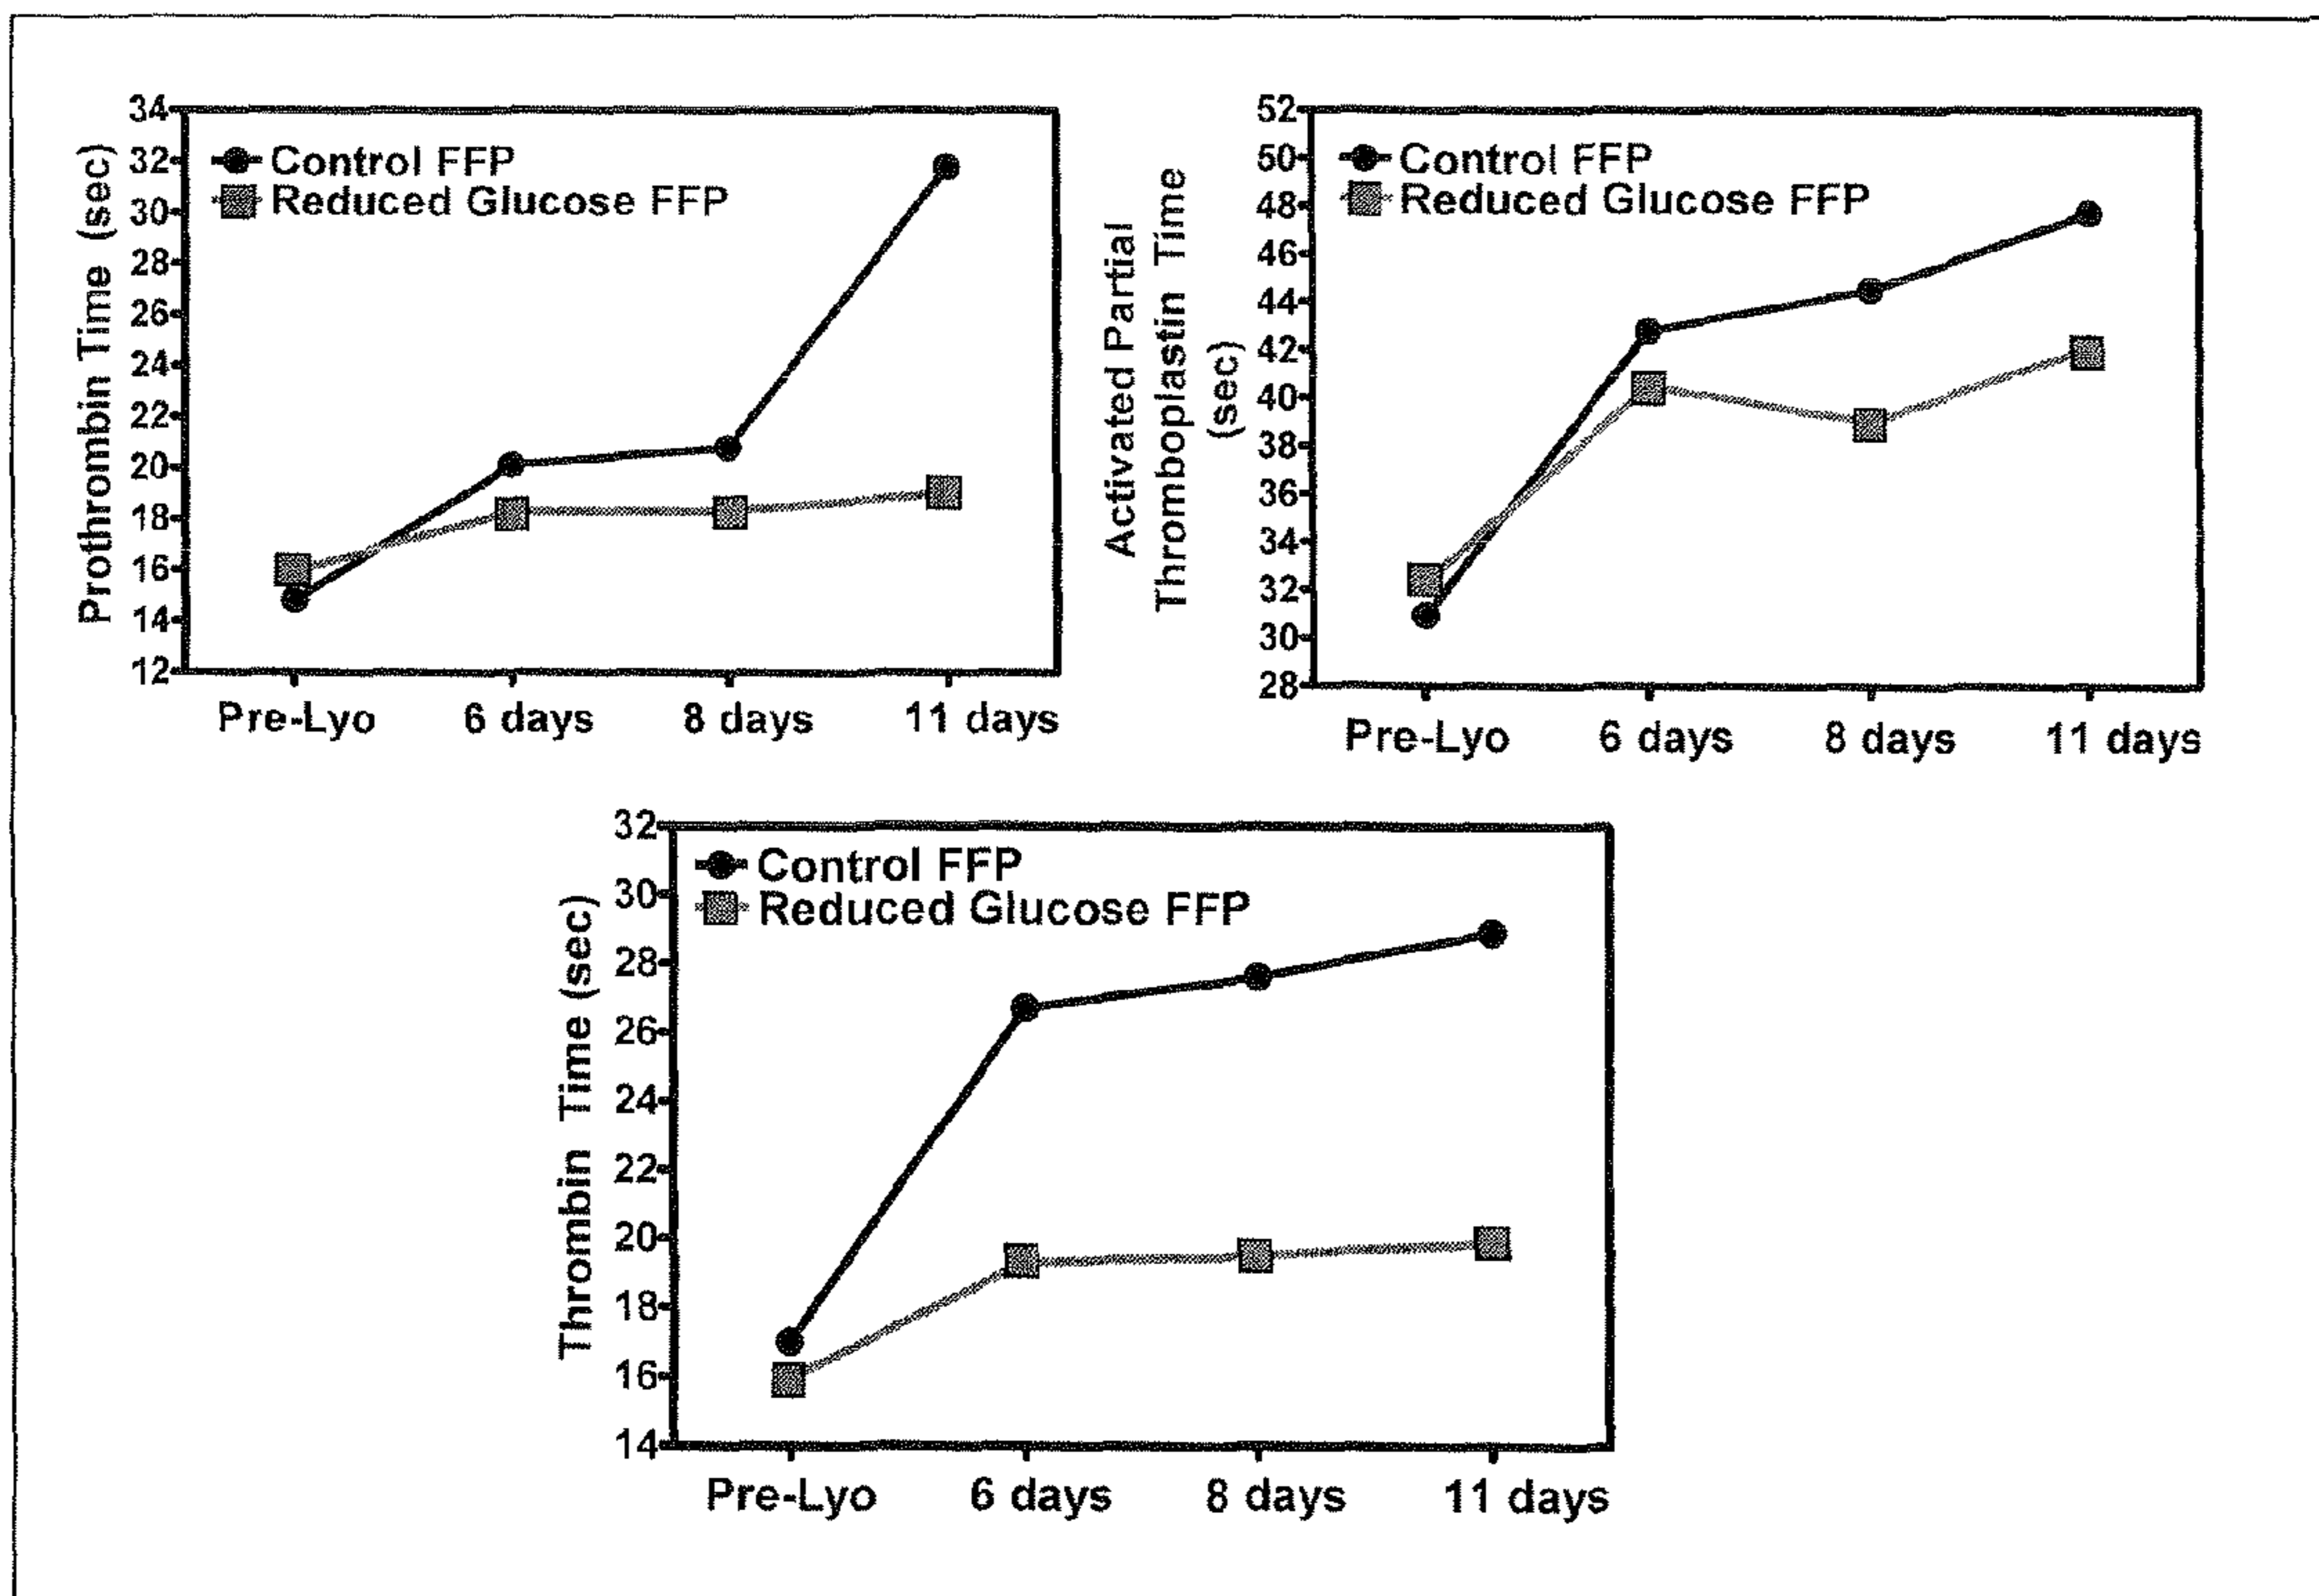 34
32
30
28
26
24
22
20
18
16
14
12
Prothrombin Time (sec)
Control FFP
Reduced Glucose FFP
Pre-Lyo 6 days 8 days 11 days
52
50
48
46
44
42
40
38
36
34
32
30
28
Activated Partial
Thromboplastin Time
(sec)
Control FFP
Reduced Glucose FFP
Pre-Lyo 6 days 8 days 11 days
32
30
28
26
24
22
20
18
16
14
Thrombin Time (sec)
Control FFP
Reduced Glucose FFP
Pre-Lyo 6 days 8 days 11 days